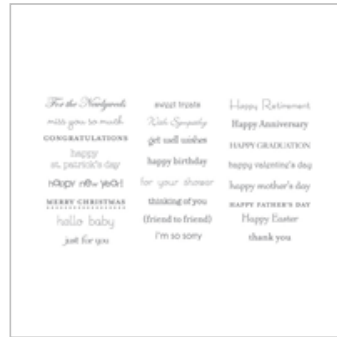 For the Newlyweds
miss you so much
CONGRATULATIONS
happy
st. patrick's day
happy new year!
MERRY CHRISTMAS
hello baby
just for you
sweet treats
With Sympathy
get well wishes
happy birthday
for your shower
thinking of you
(friend to friend)
I'm so sorry
Happy Retirement
Happy Anniversary
HAPPY GRADUATION
happy valentine's day
happy mother's day
HAPPY FATHER'S DAY
Happy Easter
thank you